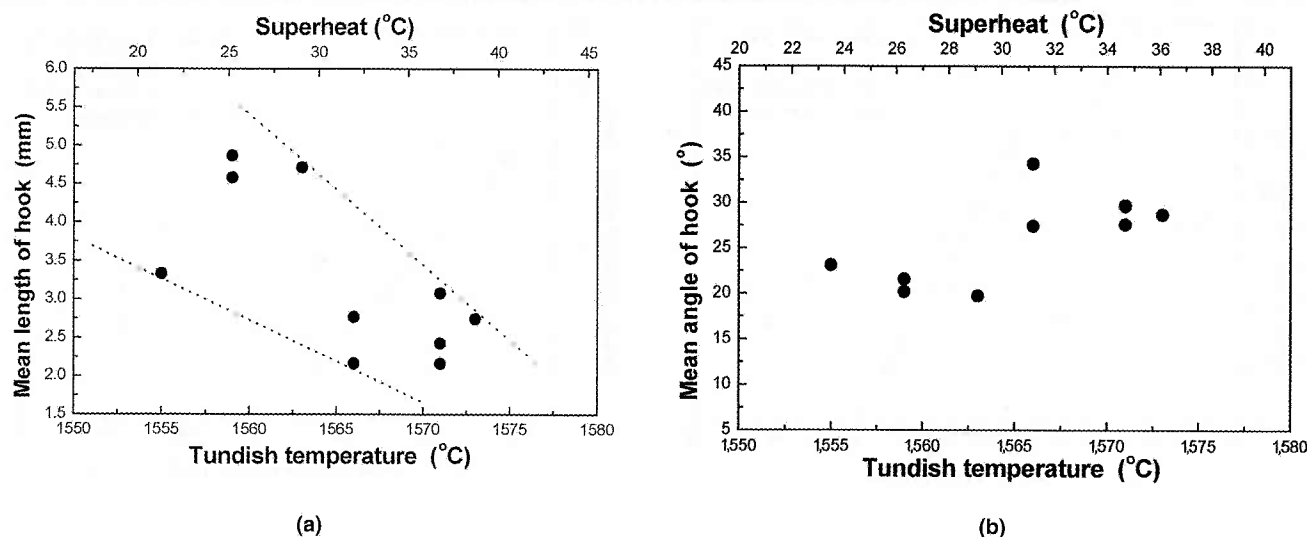 Superheat (°C)
20 25 30 35 40 45
6.0
5.5
5.0
4.5
4.0
3.5
3.0
2.5
2.0
1.5
Mean length of hook (mm)
1550 1555 1560 1565 1570 1575 1580
Tundish temperature (°C)
(a)
Superheat (°C)
20 22 24 26 28 30 32 34 36 38 40
45
40
35
30
25
20
15
10
5
Mean angle of hook (°)
1,550 1,555 1,560 1,565 1,570 1,575 1,580
Tundish temperature (°C)
(b)